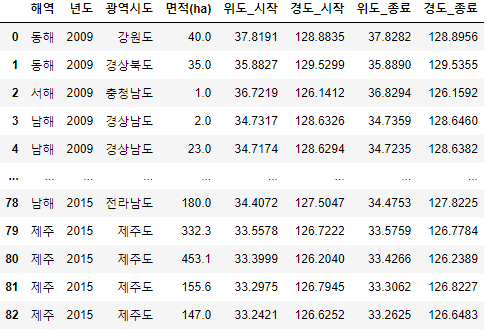 해역 년도 광역시도 면적(ha) 위도_시작 경도_시작 위도_종료 경도_종료
0 동해 2009 강원도 40.0 37.8191 128.8835 37.8282 128.8956
1 동해 2009 경상북도 35.0 35.8827 129.5299 35.8890 129.5355
2 서해 2009 충청남도 1.0 36.7219 126.1412 36.8294 126.1592
3 남해 2009 경상남도 2.0 34.7317 128.6326 34.7359 128.6460
4 남해 2009 경상남도 23.0 34.7174 128.6294 34.7235 128.6382
... ... ... ... ... ... ... ... ...
78 남해 2015 전라남도 180.0 34.4072 127.5047 34.4753 127.8225
79 제주 2015 제주도 332.3 33.5578 126.7222 33.5759 126.7784
80 제주 2015 제주도 453.1 33.3999 126.2040 33.4266 126.2389
81 제주 2015 제주도 155.6 33.2975 126.7945 33.3062 126.8227
82 제주 2015 제주도 147.0 33.2421 126.6252 33.2625 126.6483